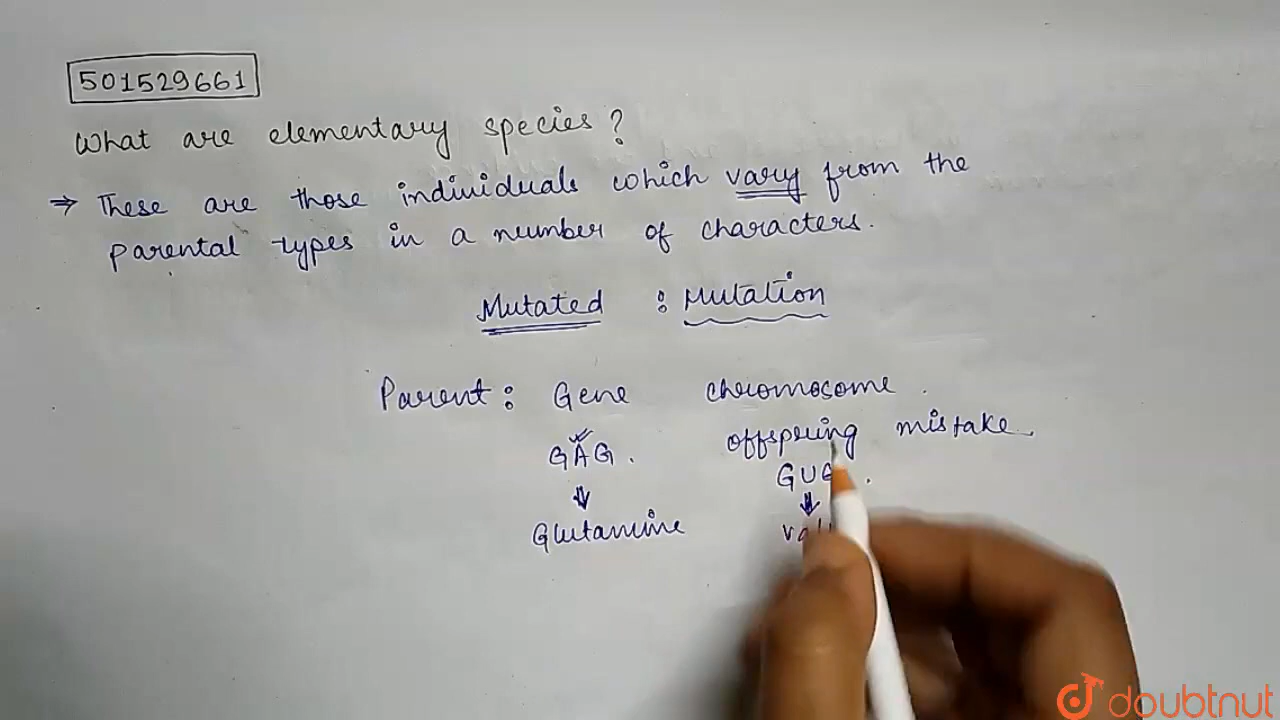 501529661
What are elementary species?
⇒ These are those individuals which vary from the
parental types in a number of characters.
Mutated : Mutation
Parent : Gene chromosome.
offspring mistake.
GAG. GUG.
⇓ ⇓
Glutamine
doubtnut